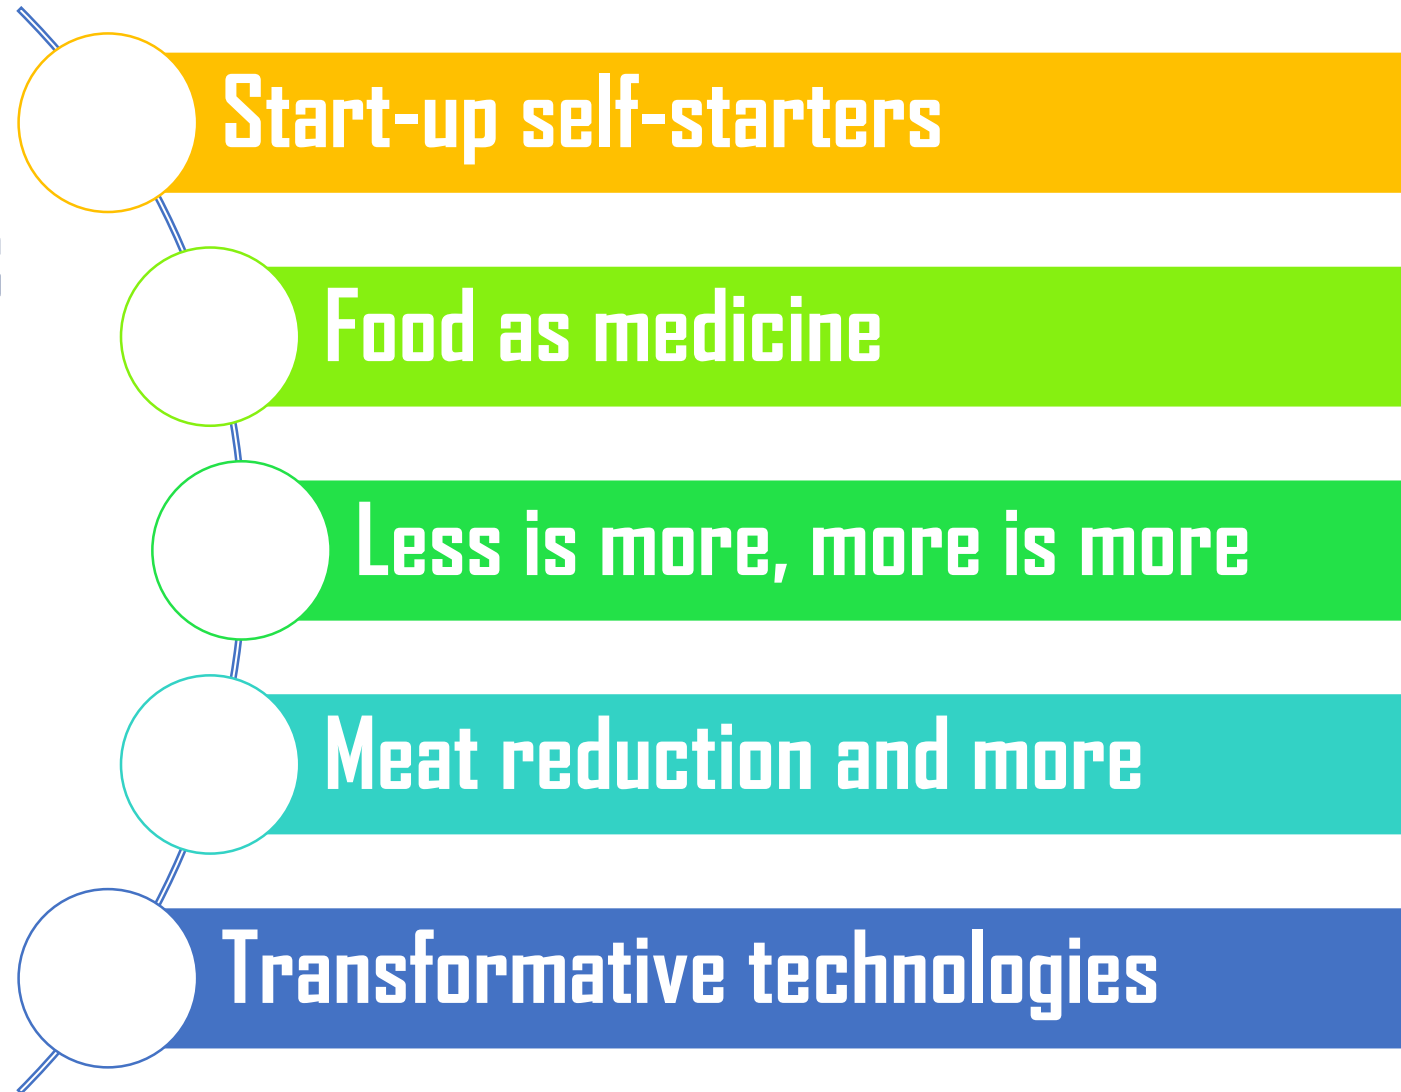 Start-up self-starters
Food as medicine
Less is more, more is more
Meat reduction and more
Transformative technologies